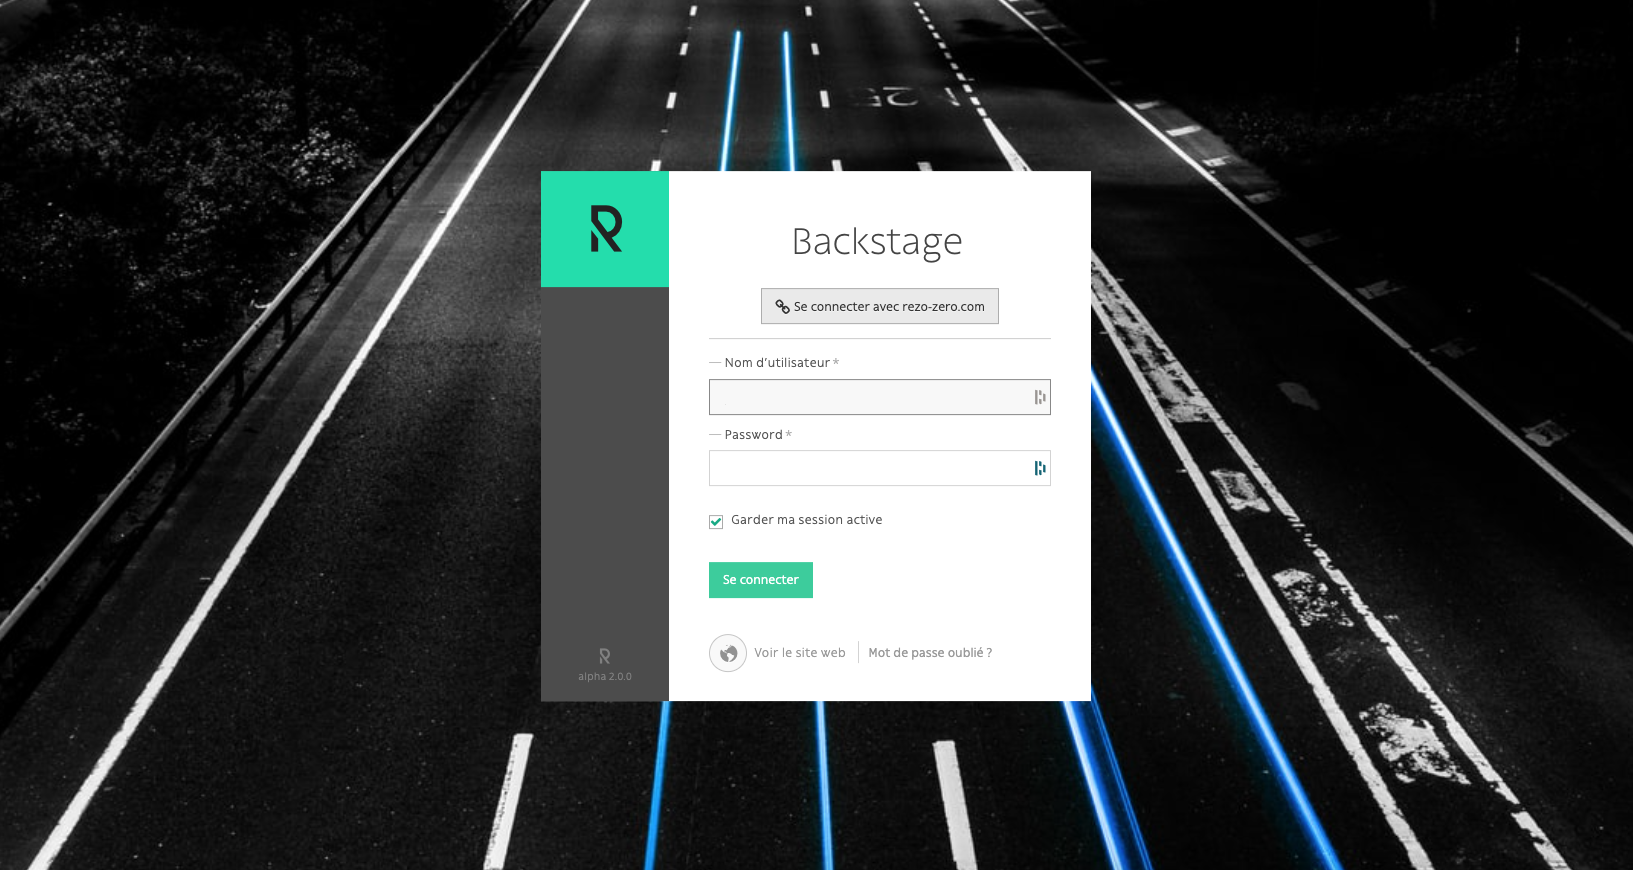 Backstage
Se connecter avec rezo-zero.com
Nom d'utilisateur *
Password *
Garder ma session active
Se connecter
Voir le site web
Mot de passe oublié ?
alpha 2.0.0